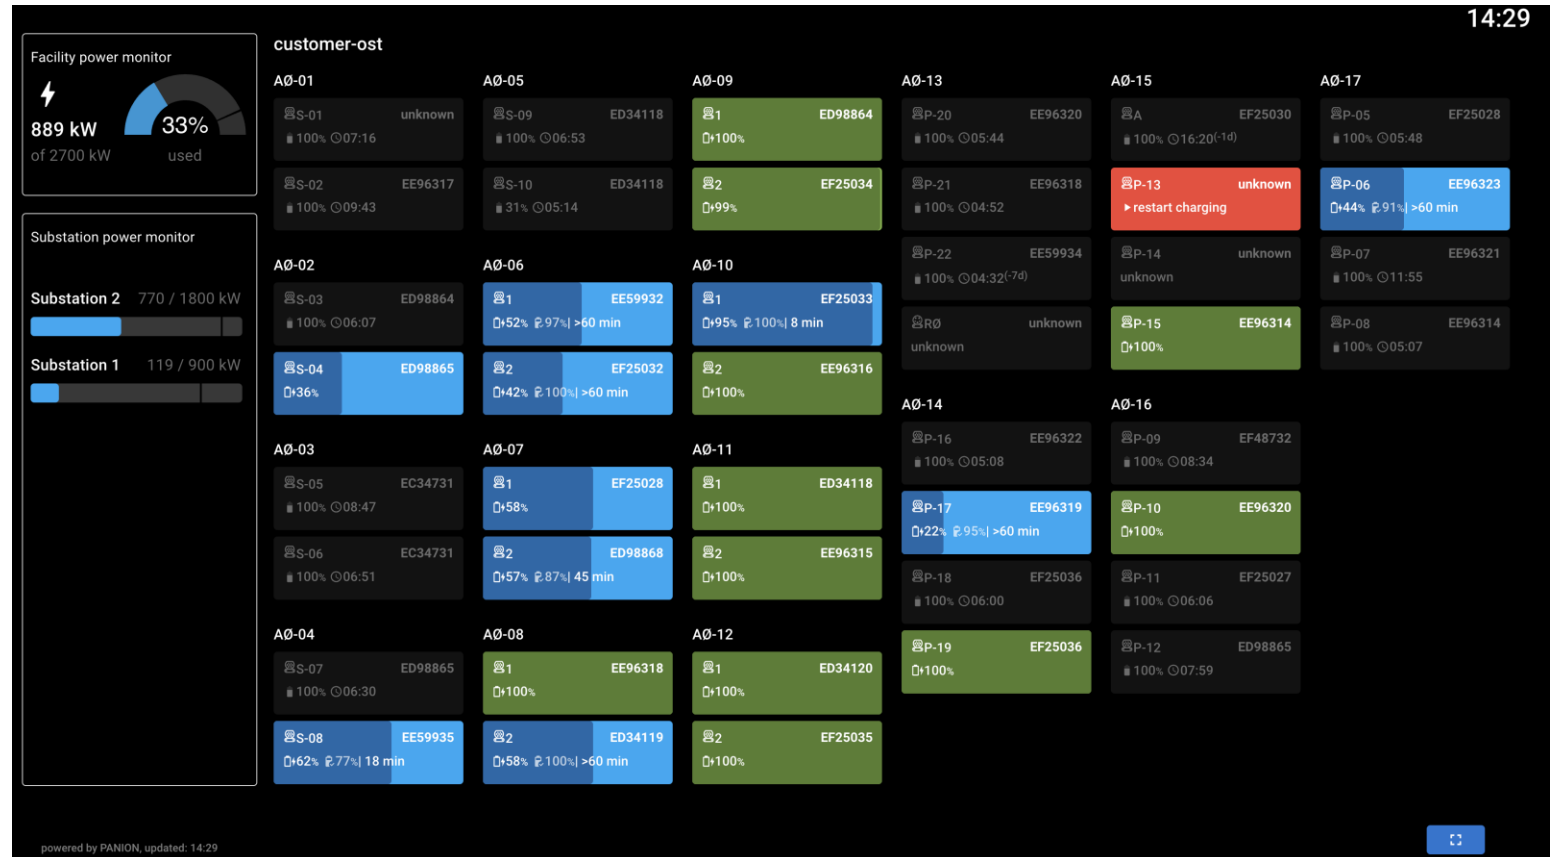 14:29
Facility power monitor
889 kW
of 2700 kW
33%
used
Substation power monitor
Substation 2 770 / 1800 kW
Substation 1 119 / 900 kW
customer-ost
AØ-01
S-01 unknown
100% 07:16
S-02 EE96317
100% 09:43
AØ-02
S-03 ED98864
100% 06:07
S-04 ED98865
36%
AØ-03
S-05 EC34731
100% 08:47
S-06 EC34731
100% 06:51
AØ-04
S-07 ED98865
100% 06:30
S-08 EE59935
62% 77%| 18 min
AØ-05
S-09 ED34118
100% 06:53
S-10 ED34118
31% 05:14
AØ-06
1 EE59932
52% 97%| >60 min
2 EF25032
42% 100%| >60 min
AØ-07
1 EF25028
58%
2 ED98868
57% 87%| 45 min
AØ-08
1 EE96318
100%
2 ED34119
58% 100%| >60 min
AØ-09
1 ED98864
100%
2 EF25034
99%
AØ-10
1 EF25033
95% 100%| 8 min
2 EE96316
100%
AØ-11
1 ED34118
100%
2 EE96315
100%
AØ-12
1 ED34120
100%
2 EF25035
100%
AØ-13
P-20 EE96320
100% 05:44
P-21 EE96318
100% 04:52
P-22 EE59934
100% 04:32(-7d)
RØ unknown
unknown
AØ-14
P-16 EE96322
100% 05:08
P-17 EE96319
22% 95%| >60 min
P-18 EF25036
100% 06:00
P-19 EF25036
100%
AØ-15
A EF25030
100% 16:20(-1d)
P-13 unknown
restart charging
P-14 unknown
unknown
P-15 EE96314
100%
AØ-16
P-09 EF48732
100% 08:34
P-10 EE96320
100%
P-11 EF25027
100% 06:06
P-12 ED98865
100% 07:59
AØ-17
P-05 EF25028
100% 05:48
P-06 EE96323
44% 91%| >60 min
P-07 EE96321
100% 11:55
P-08 EE96314
100% 05:07
powered by PANION, updated: 14:29